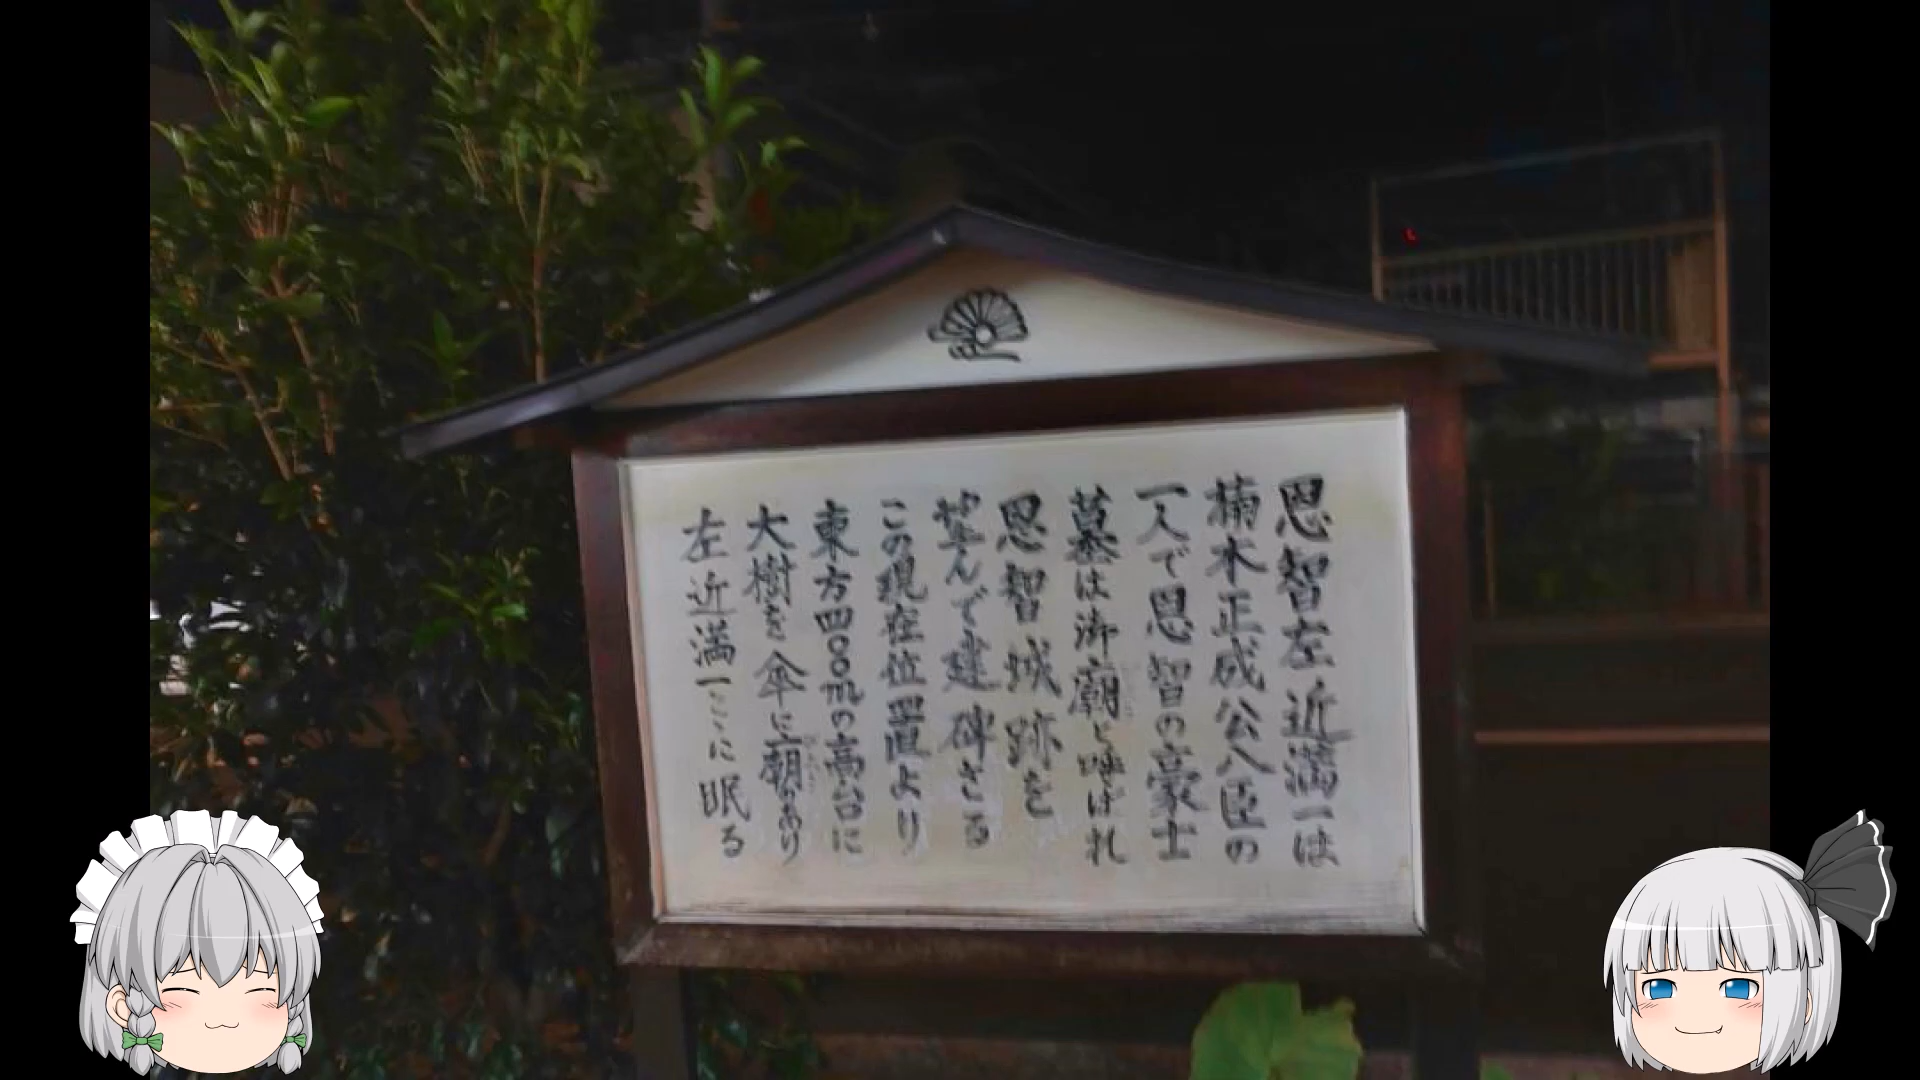 恩智左近満一は
楠木正成公八臣の
一人で恩智の豪士
墓は御廟と呼ばれ
恩智城跡を
望んで建碑さる
この現在位置より
東方四〇〇mの高台に
大樹を傘に廟あり
左近満一ここに眠る